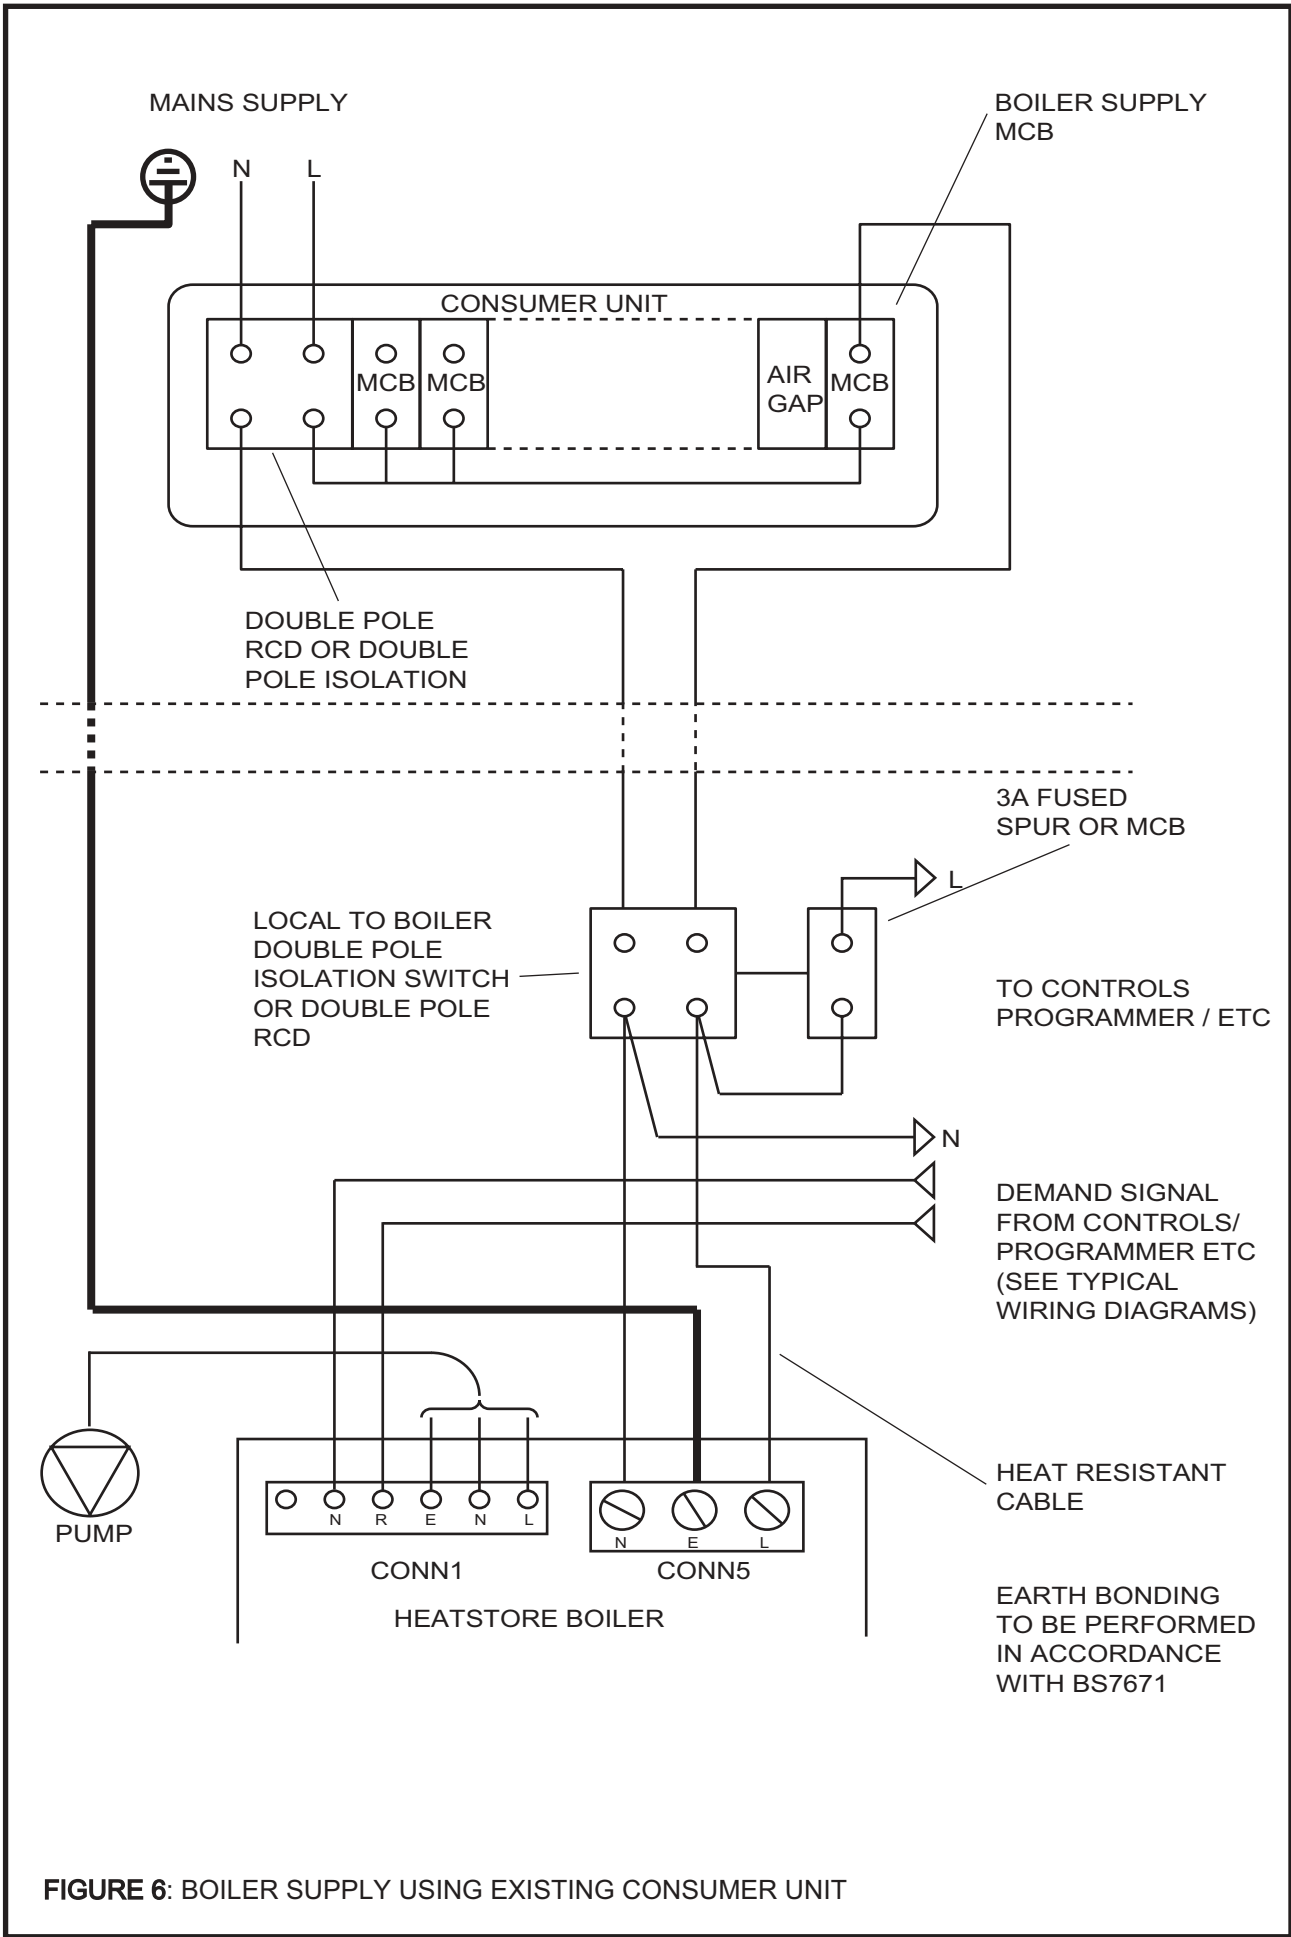 MAINS SUPPLY
BOILER SUPPLY
MCB
N
L
CONSUMER UNIT
MCB
MCB
AIR
GAP
MCB
DOUBLE POLE
RCD OR DOUBLE
POLE ISOLATION
3A FUSED
SPUR OR MCB
L
LOCAL TO BOILER
DOUBLE POLE
ISOLATION SWITCH
OR DOUBLE POLE
RCD
TO CONTROLS
PROGRAMMER / ETC
N
DEMAND SIGNAL
FROM CONTROLS/
PROGRAMMER ETC
(SEE TYPICAL
WIRING DIAGRAMS)
HEAT RESISTANT
CABLE
PUMP
N R E N L
N E L
CONN1
CONN5
HEATSTORE BOILER
EARTH BONDING
TO BE PERFORMED
IN ACCORDANCE
WITH BS7671
FIGURE 6: BOILER SUPPLY USING EXISTING CONSUMER UNIT